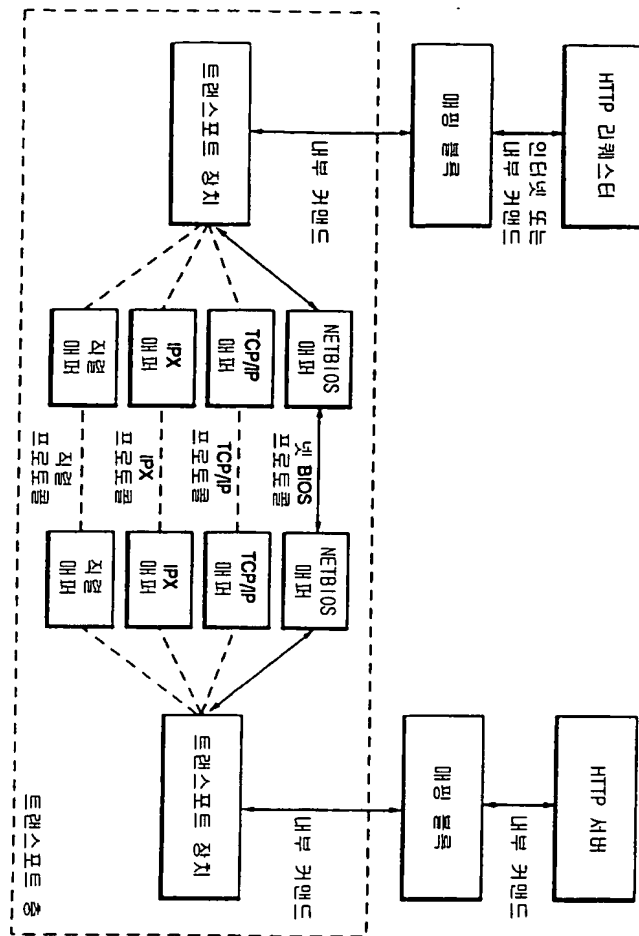 HTTP 리퀘스터
HTTP 서버
인터넷 또는
내부 커맨드
내부 커맨드
매핑 블록
매핑 블록
내부 커맨드
내부 커맨드
NETBIOS
매퍼
넷 BIOS
프로토콜
NETBIOS
매퍼
트랜스포트 장치
TCP/IP
매퍼
TCP/IP
프로토콜
TCP/IP
매퍼
트랜스포트 장치
IPX
매퍼
IPX
프로토콜
IPX
매퍼
직렬
매퍼
직렬
프로토콜
직렬
매퍼
트랜스포트 층